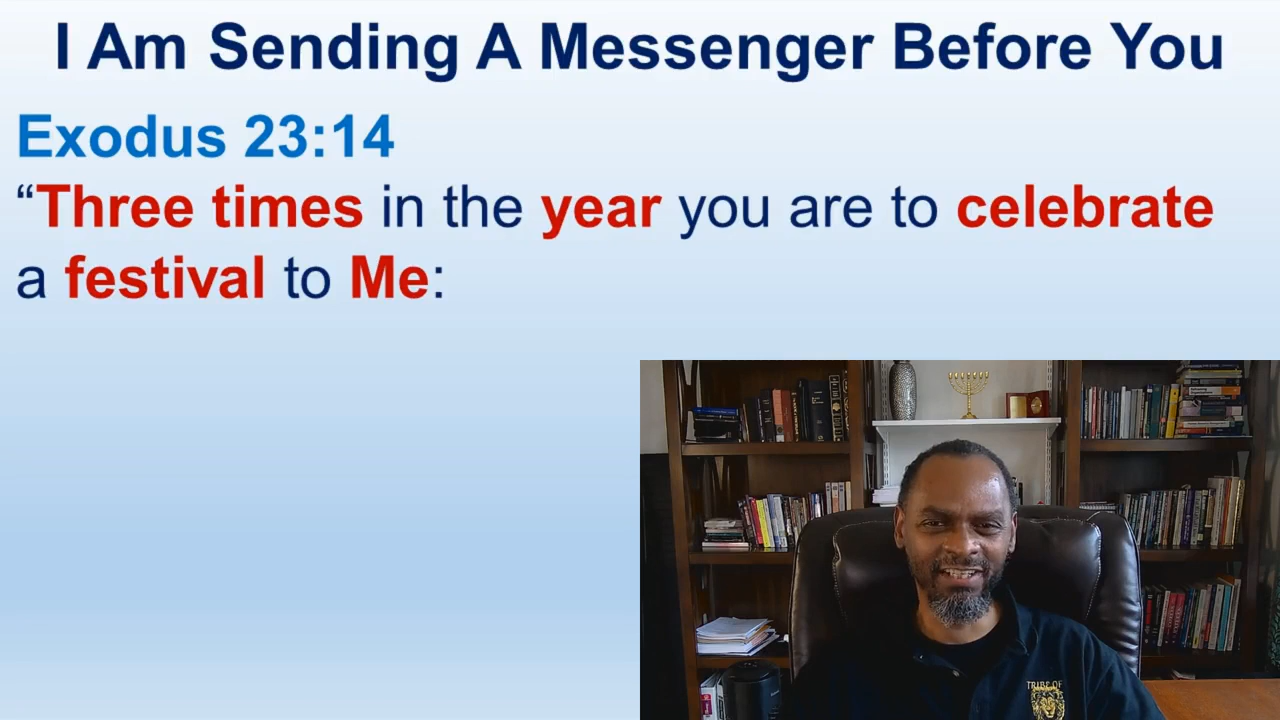 I Am Sending A Messenger Before You
Exodus 23:14
“Three times in the year you are to celebrate
a festival to Me:
TRIBE OF